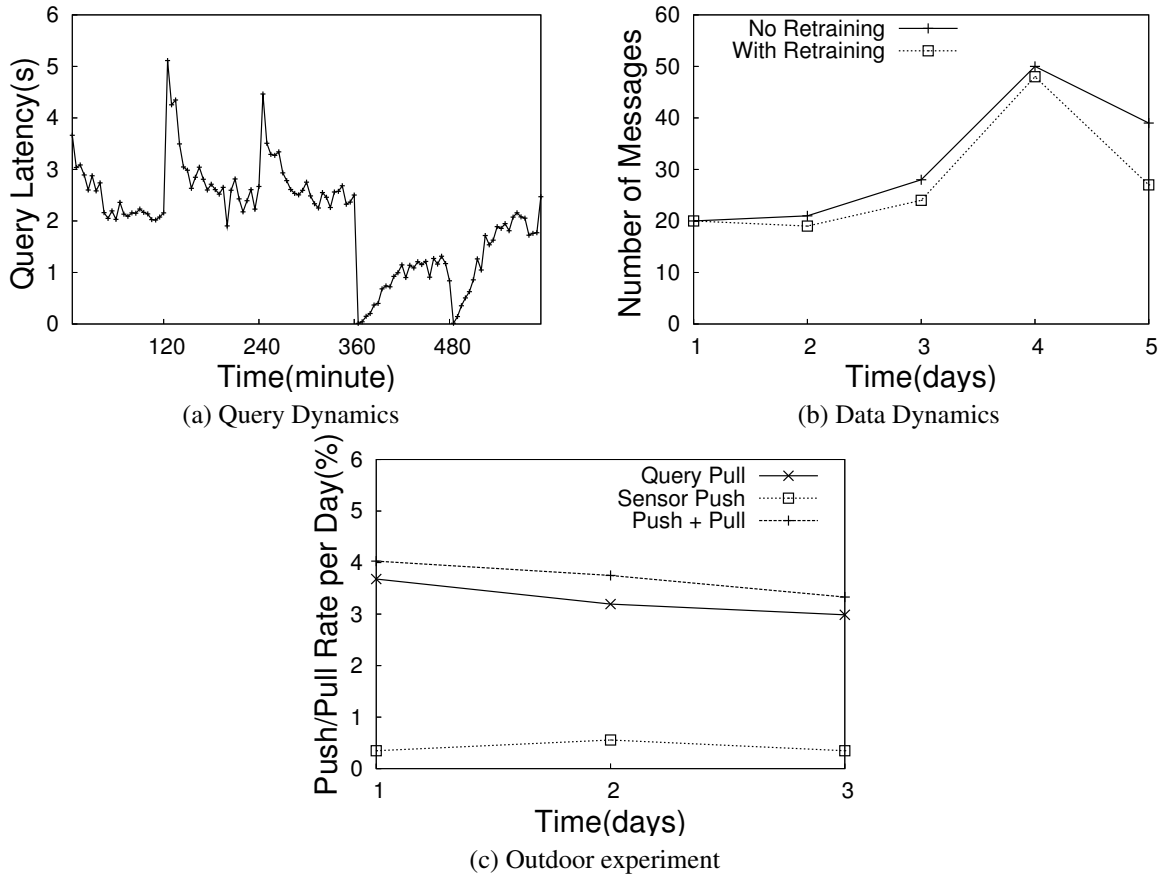 6
5
4
3
2
1
0
Query Latency(s)
120 240 360 480
Time(minute)
(a) Query Dynamics
No Retraining
With Retraining
60
50
40
30
20
10
0
Number of Messages
1 2 3 4 5
Time(days)
(b) Data Dynamics
Query Pull
Sensor Push
Push + Pull
6
5
4
3
2
1
0
Push/Pull Rate per Day(%)
1 2 3
Time(days)
(c) Outdoor experiment